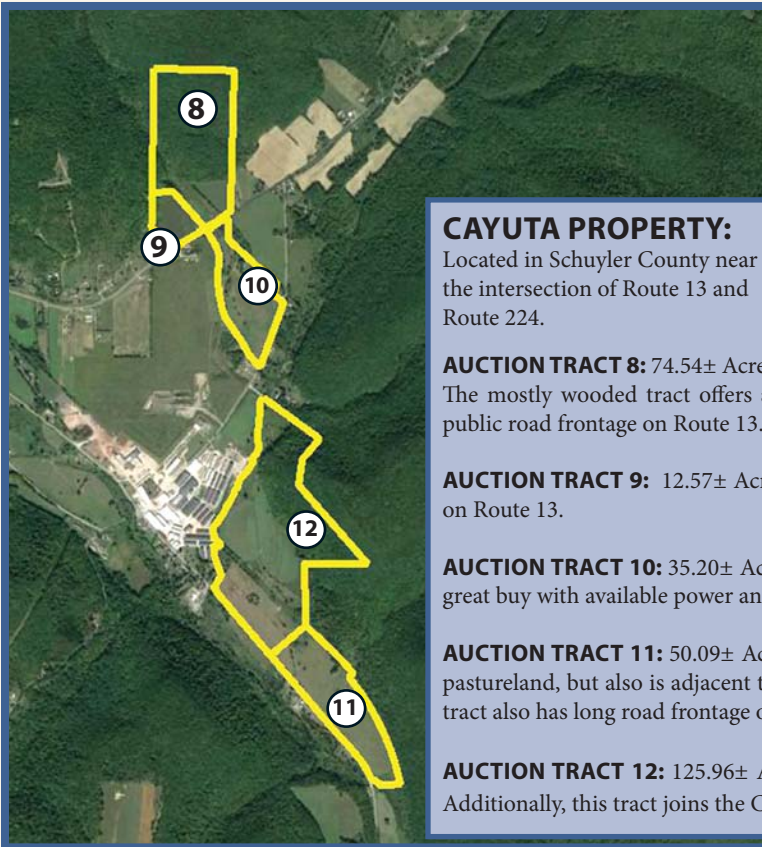 8
9
10
12
11
CAYUTA PROPERTY:
Located in Schuyler County near
the intersection of Route 13 and
Route 224.
AUCTION TRACT 8: 74.54± Acre
The mostly wooded tract offers
public road frontage on Route 13.
AUCTION TRACT 9: 12.57± Acr
on Route 13.
AUCTION TRACT 10: 35.20± Ac
great buy with available power an
AUCTION TRACT 11: 50.09± Ac
pastureland, but also is adjacent t
tract also has long road frontage o
AUCTION TRACT 12: 125.96± A
Additionally, this tract joins the C